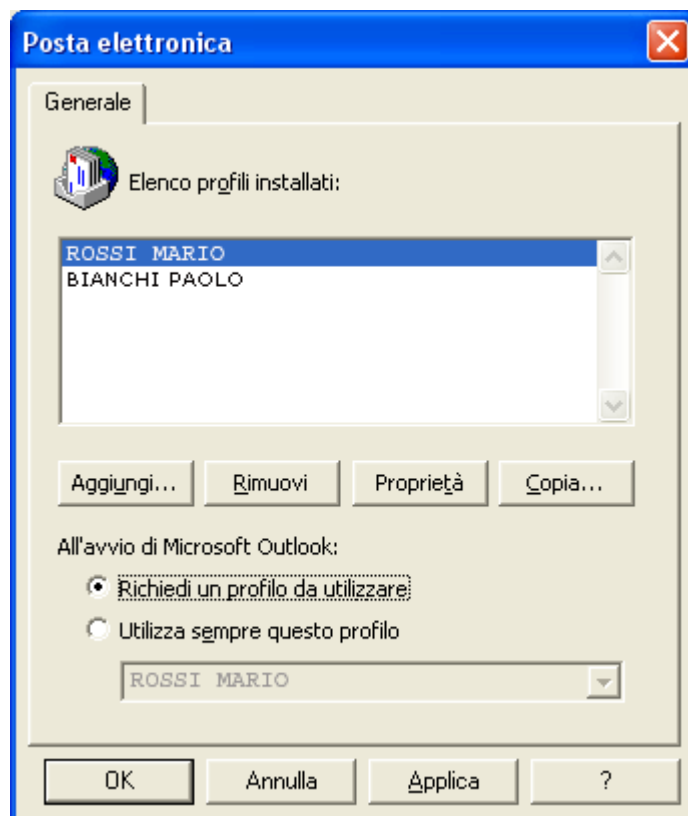 Posta elettronica
Generale
Elenco profili installati:
ROSSI MARIO
BIANCHI PAOLO
Aggiungi... Rimuovi Proprietà Copia...
All'avvio di Microsoft Outlook:
Richiedi un profilo da utilizzare
Utilizza sempre questo profilo
ROSSI MARIO
OK Annulla Applica ?